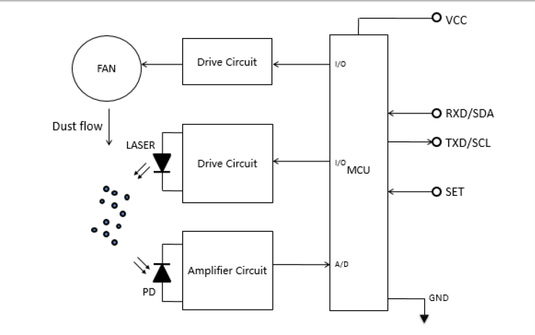 VCC
FAN
Drive Circuit
I/O
RXD/SDA
Dust flow
TXD/SCL
LASER
Drive Circuit
I/O
MCU
SET
Amplifier Circuit
A/D
PD
GND